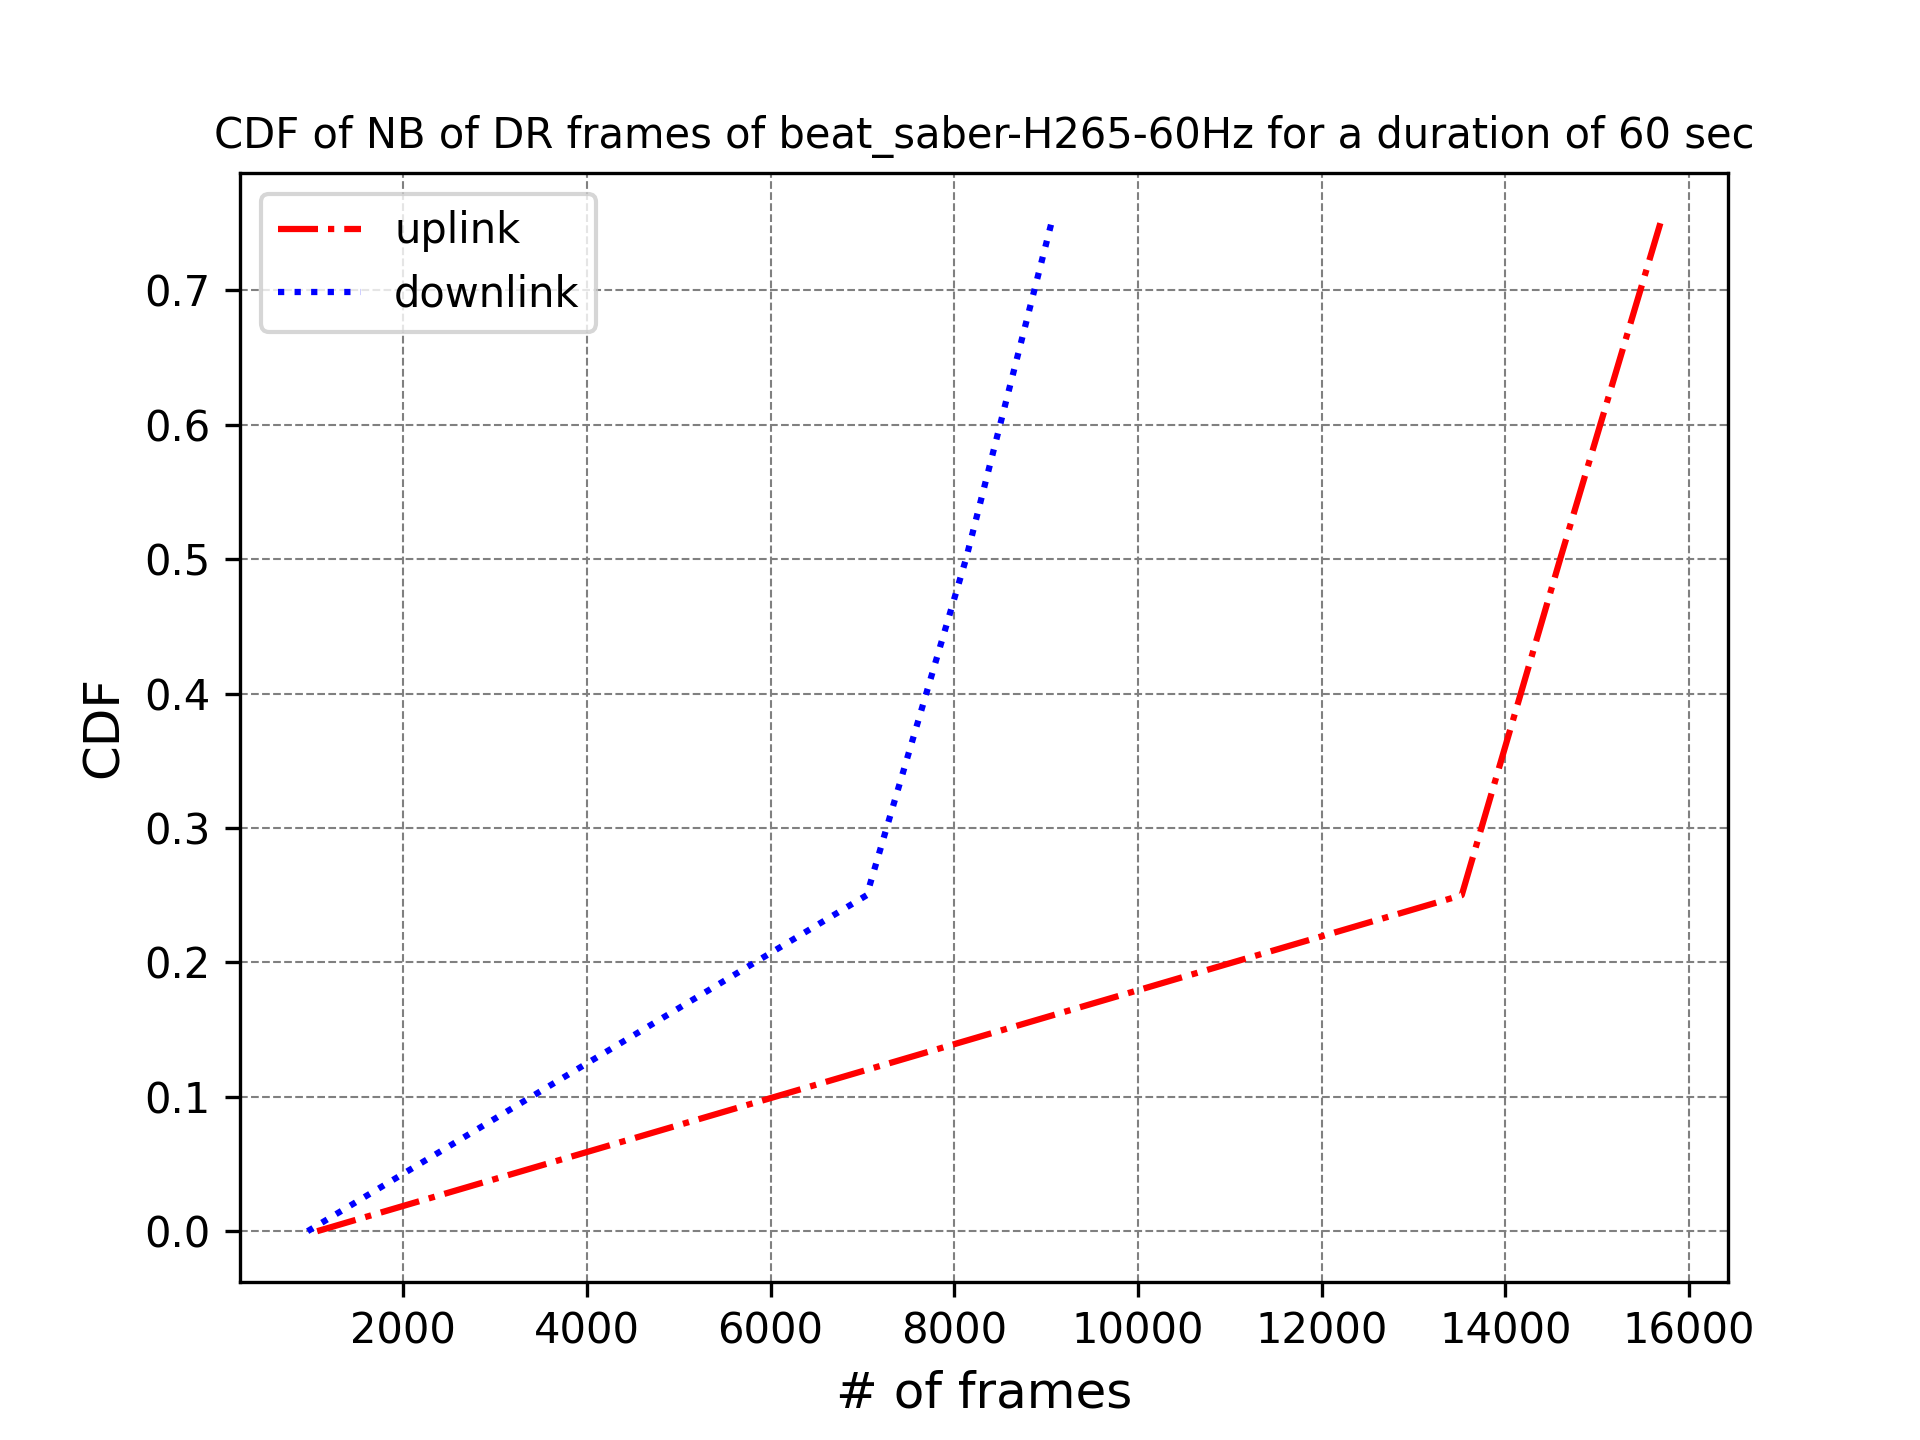 CDF of NB of DR frames of beat_saber-H265-60Hz for a duration of 60 sec
uplink
downlink
0.7
0.6
0.5
0.4
0.3
0.2
0.1
0.0
CDF
2000 4000 6000 8000 10000 12000 14000 16000
# of frames